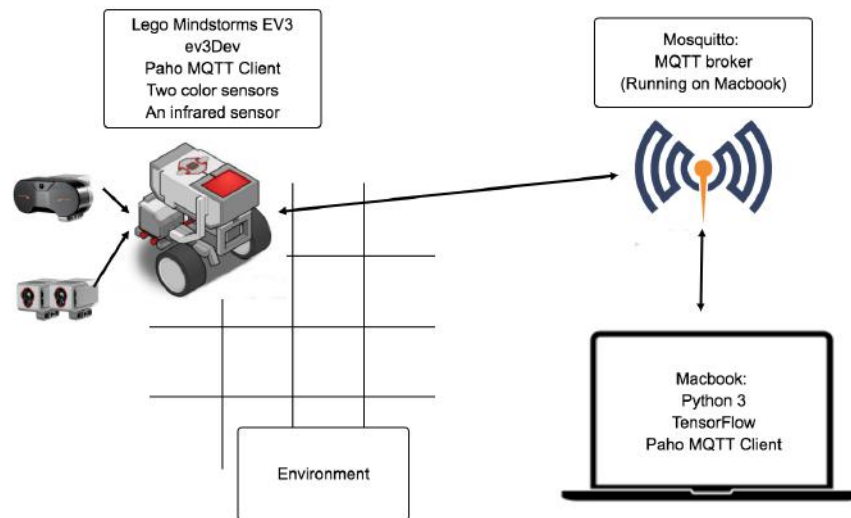 Lego Mindstorms EV3
ev3Dev
Paho MQTT Client
Two color sensors
An infrared sensor
Mosquitto:
MQTT broker
(Running on Macbook)
Macbook:
Python 3
TensorFlow
Paho MQTT Client
Environment